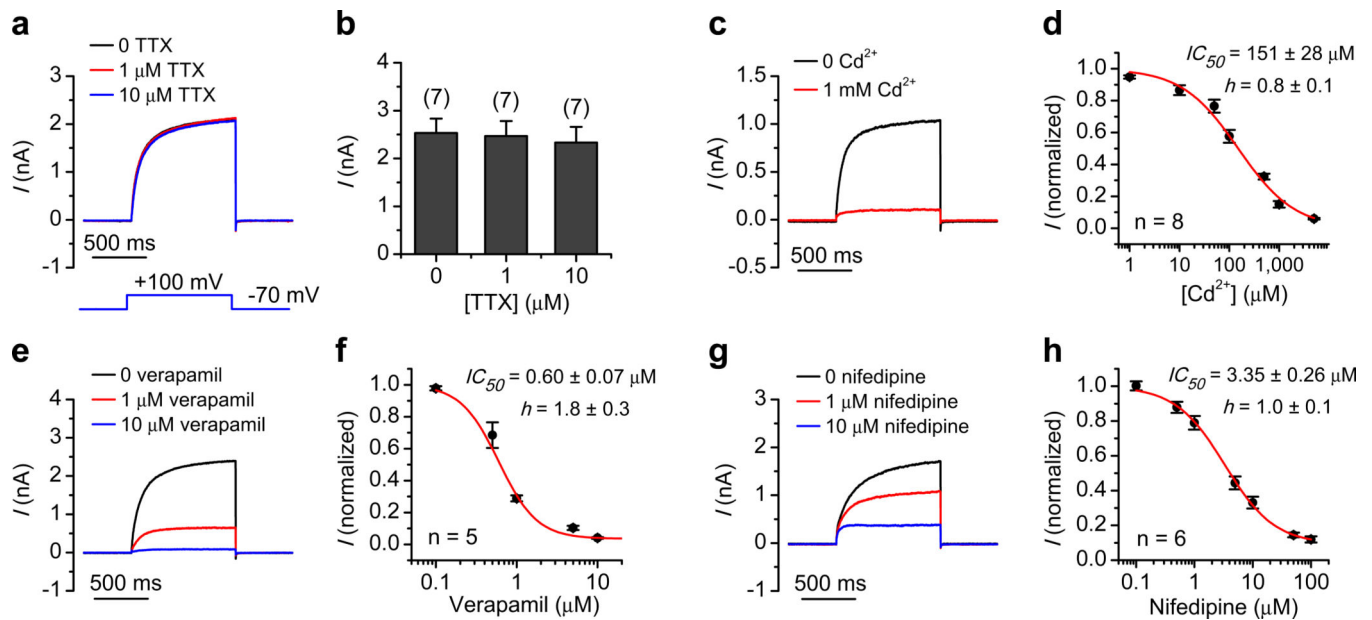 a
0 TTX
1 μM TTX
10 μM TTX
3
2
1
0
-1
I (nA)
500 ms
+100 mV
-70 mV
b
4
3
2
1
0
I (nA)
(7)
(7)
(7)
0
1
10
[TTX] (μM)
c
0 Cd²⁺
1 mM Cd²⁺
1.5
1.0
0.5
0.0
-0.5
I (nA)
500 ms
d
IC₅₀ = 151 ± 28 μM
h = 0.8 ± 0.1
1.0
0.8
0.6
0.4
0.2
0.0
I (normalized)
n = 8
1
10
100
1,000
[Cd²⁺] (μM)
e
0 verapamil
1 μM verapamil
10 μM verapamil
4
3
2
1
0
-1
I (nA)
500 ms
f
IC₅₀ = 0.60 ± 0.07 μM
h = 1.8 ± 0.3
1.0
0.8
0.6
0.4
0.2
0.0
I (normalized)
n = 5
0.1
1
10
Verapamil (μM)
g
0 nifedipine
1 μM nifedipine
10 μM nifedipine
3
2
1
0
-1
I (nA)
500 ms
h
IC₅₀ = 3.35 ± 0.26 μM
h = 1.0 ± 0.1
1.0
0.8
0.6
0.4
0.2
0.0
I (normalized)
n = 6
0.1
1
10
100
Nifedipine (μM)